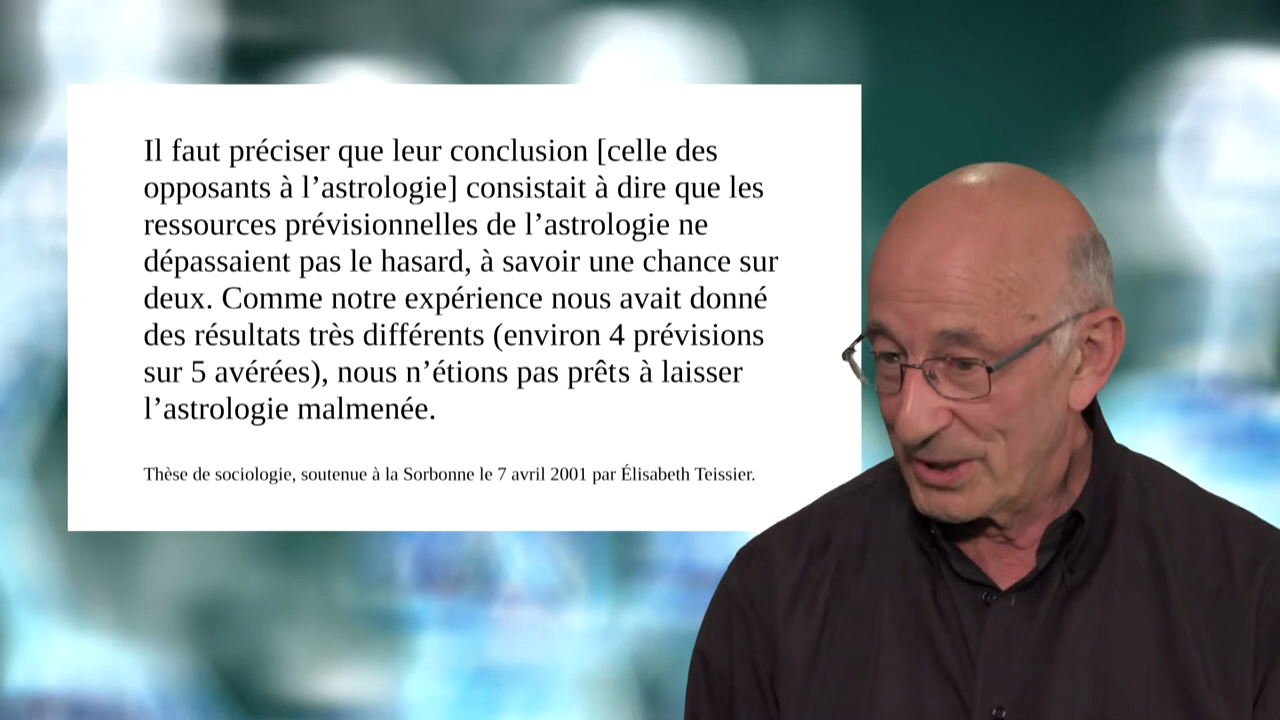 Il faut préciser que leur conclusion [celle des
opposants à l’astrologie] consistait à dire que les
ressources prévisionnelles de l’astrologie ne
dépassaient pas le hasard, à savoir une chance sur
deux. Comme notre expérience nous avait donné
des résultats très différents (environ 4 prévisions
sur 5 avérées), nous n’étions pas prêts à laisser
l’astrologie malmenée.
Thèse de sociologie, soutenue à la Sorbonne le 7 avril 2001 par Élisabeth Teissier.